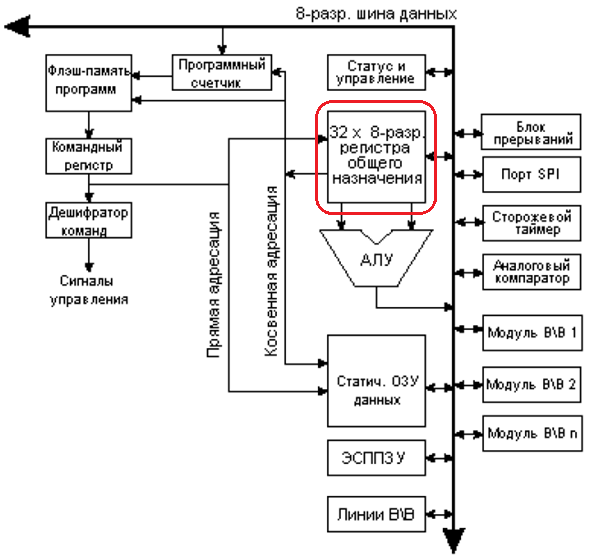 8-разр. шина данных
Флэш-память
программ
Программный
счетчик
Статус и
управление
32 x 8-разр.
регистра
общего
назначения
Блок
прерываний
Командный
регистр
Порт SPI
Дешифратор
команд
Сторожевой
таймер
АЛУ
Аналоговый
компаратор
Сигналы
управления
Прямая адресация
Косвенная адресация
Модуль В\В 1
Статич. ОЗУ
данных
Модуль В\В 2
Модуль В\В n
ЭСППЗУ
Линии В\В